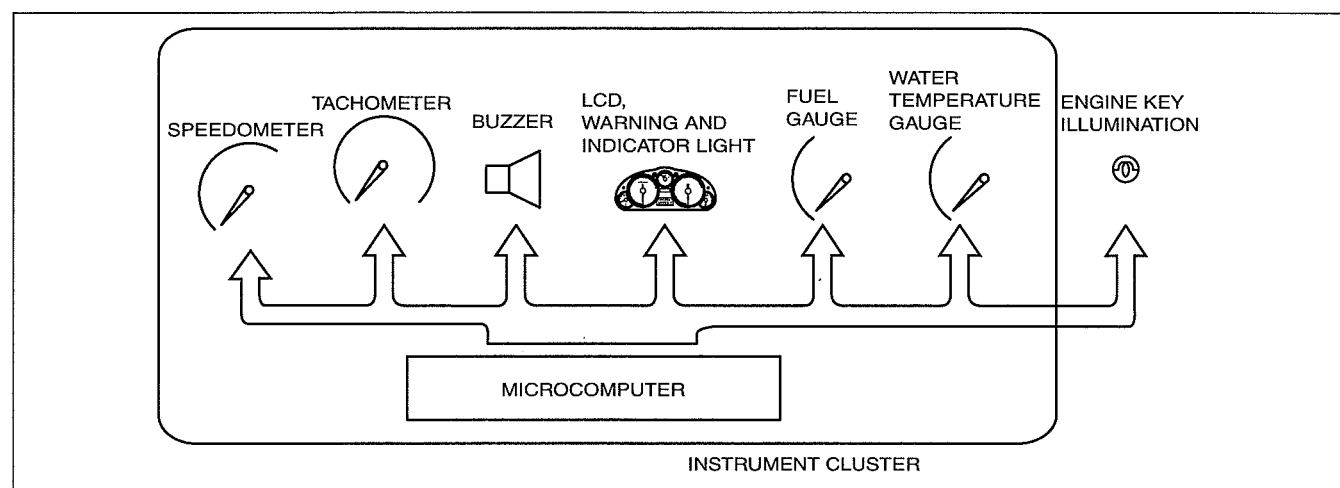 SPEEDOMETER
TACHOMETER
BUZZER
LCD,
WARNING AND
INDICATOR LIGHT
FUEL
GAUGE
WATER
TEMPERATURE
GAUGE
ENGINE KEY
ILLUMINATION
MICROCOMPUTER
INSTRUMENT CLUSTER